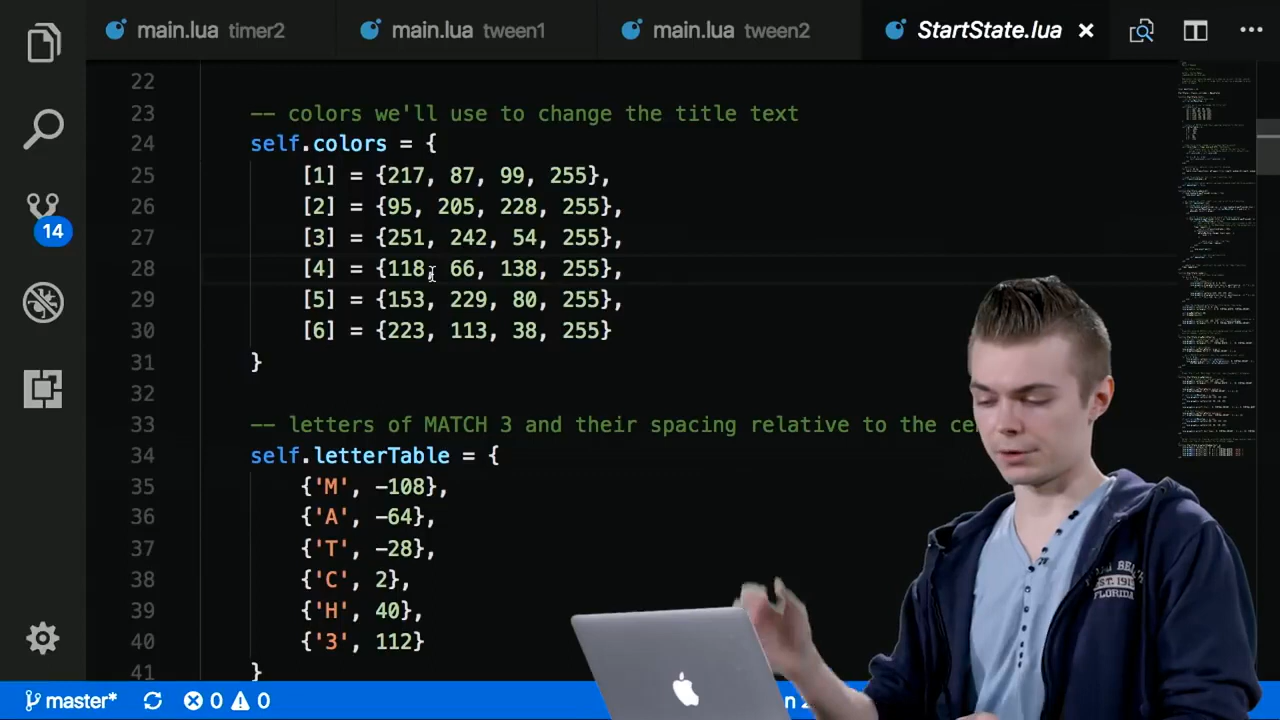 main.lua timer2
main.lua tween1
main.lua tween2
StartState.lua
22
23 -- colors we'll use to change the title text
24 self.colors = {
25 [1] = {217, 87, 99, 255},
26 [2] = {95, 205, 228, 255},
27 [3] = {251, 242, 54, 255},
28 [4] = {118, 66, 138, 255},
29 [5] = {153, 229, 80, 255},
30 [6] = {223, 113, 38, 255}
31 }
32
33 -- letters of MATCH 3 and their spacing relative to the ce
34 self.letterTable = {
35 {'M', -108},
36 {'A', -64},
37 {'T', -28},
38 {'C', 2},
39 {'H', 40},
40 {'3', 112}
41 }
14
master* 0 0
EST. 1915
FLORIDA